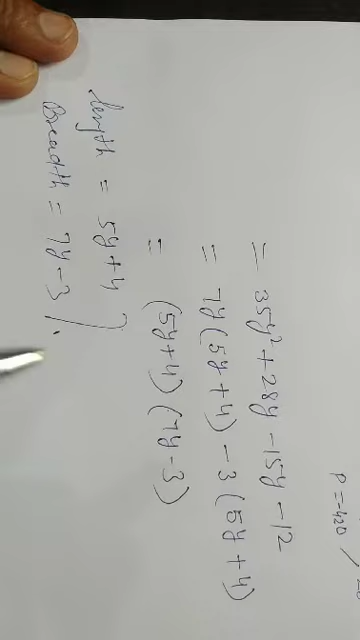 P = -420
= 35y² + 28y - 15y - 12
= 7y (5y + 4) - 3 (5y + 4)
= (5y + 4) (7y - 3)
length = 5y + 4
Breadth = 7y - 3